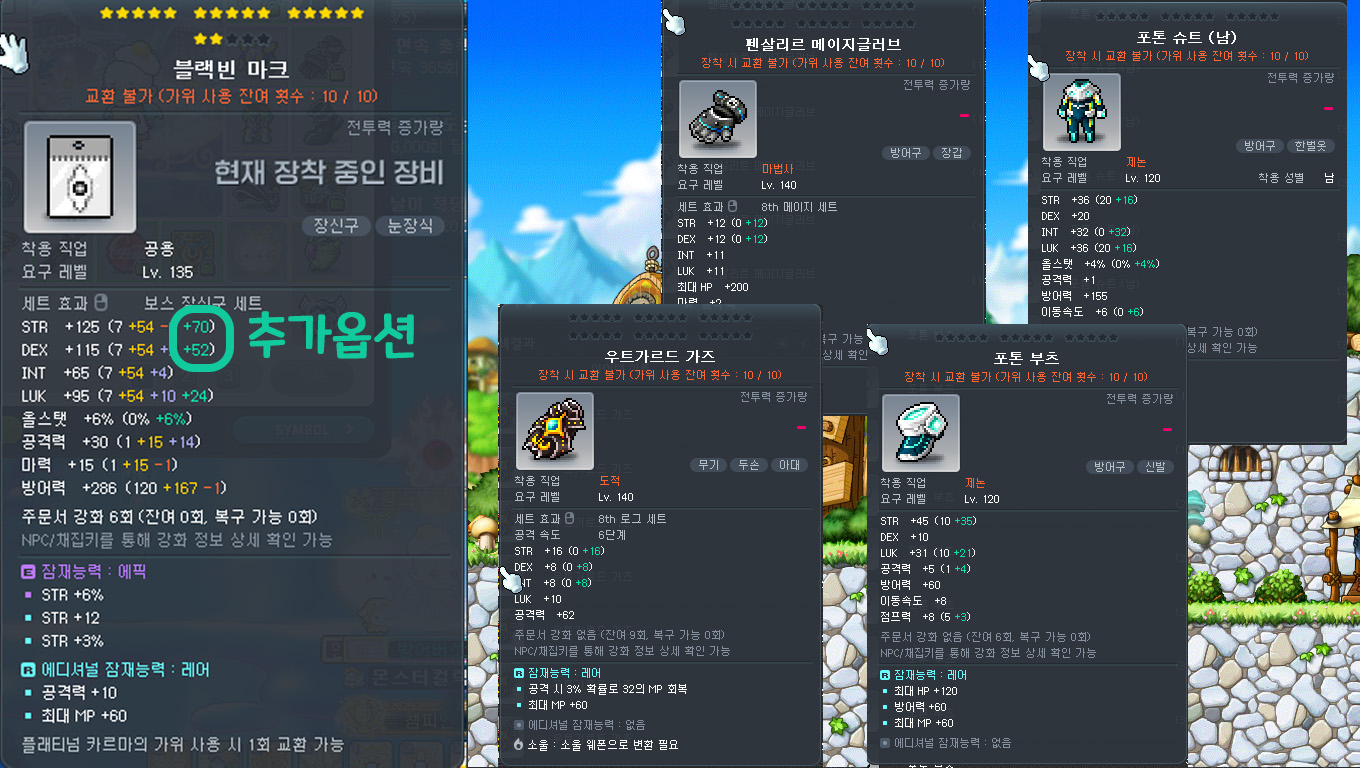 블랙빈 마크
교환 불가 (가위 사용 잔여 횟수 : 10 / 10)
전투력 증가량
현재 장착 중인 장비
장신구 눈장식
착용 직업 공용
요구 레벨 Lv. 135
세트 효과 보스 장신구 세트
STR +125 (7 +54 - +70)
DEX +115 (7 +54 + +52)
추가옵션
INT +65 (7 +54 +4)
LUK +95 (7 +54 +10 +24)
올스탯 +6% (0% +6%)
공격력 +30 (1 +15 +14)
마력 +15 (1 +15 -1)
방어력 +286 (120 +167 -1)
주문서 강화 6회 (잔여 0회, 복구 가능 0회)
NPC/채집키를 통해 강화 정보 상세 확인 가능
E 잠재능력 : 에픽
STR +6%
STR +12
STR +3%
R 에디셔널 잠재능력 : 레어
공격력 +10
최대 MP +60
플래티넘 카르마의 가위 사용 시 1회 교환 가능
펜살리르 메이지글러브
장착 시 교환 불가 (가위 사용 잔여 횟수 : 10 / 10)
전투력 증가량
방어구 장갑
착용 직업 마법사
요구 레벨 Lv. 140
세트 효과 8th 메이지 세트
STR +12 (0 +12)
DEX +12 (0 +12)
INT +11
LUK +11
최대 HP +200
마력 +2
포톤 슈트 (남)
장착 시 교환 불가 (가위 사용 잔여 횟수 : 10 / 10)
전투력 증가량
방어구 한벌옷
착용 직업 제논
요구 레벨 Lv. 120 착용 성별 남
STR +36 (20 +16)
DEX +20
INT +32 (0 +32)
LUK +36 (20 +16)
올스탯 +4% (0% +4%)
공격력 +1
방어력 +155
이동속도 +6 (0 +6)
복구 가능 0회)
상세 확인 가능
우트가르드 가즈
장착 시 교환 불가 (가위 사용 잔여 횟수 : 10 / 10)
전투력 증가량
무기 두손 아대
착용 직업 도적
요구 레벨 Lv. 140
세트 효과 8th 로그 세트
공격 속도 6단계
STR +16 (0 +16)
DEX +8 (0 +8)
NT +8 (0 +8)
LUK +10
공격력 +62
주문서 강화 없음 (잔여 9회, 복구 가능 0회)
NPC/채집키를 통해 강화 정보 상세 확인 가능
R 잠재능력 : 레어
공격 시 3% 확률로 32의 MP 회복
최대 MP +60
에디셔널 잠재능력 : 없음
소울 : 소울 웨폰으로 변환 필요
포톤 부츠
장착 시 교환 불가 (가위 사용 잔여 횟수 : 10 / 10)
전투력 증가량
방어구 신발
착용 직업 제논
요구 레벨 Lv. 120
STR +45 (10 +35)
DEX +10
LUK +31 (10 +21)
공격력 +5 (1 +4)
방어력 +60
이동속도 +8
점프력 +8 (5 +3)
주문서 강화 없음 (잔여 6회, 복구 가능 0회)
NPC/채집키를 통해 강화 정보 상세 확인 가능
R 잠재능력 : 레어
최대 HP +120
방어력 +60
최대 MP +60
에디셔널 잠재능력 : 없음